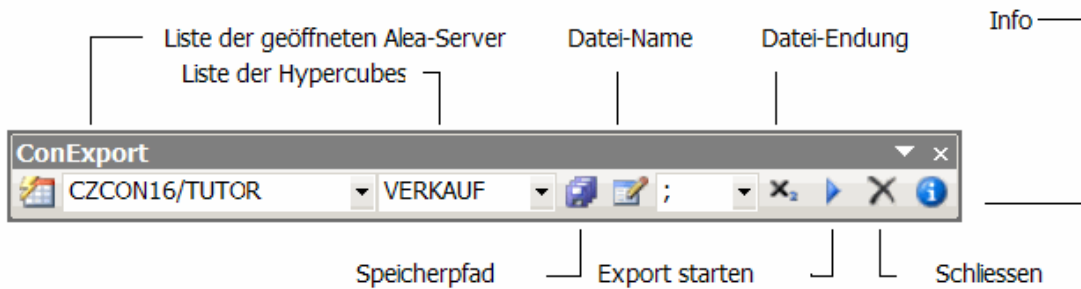 Info
Liste der geöffneten Alea-Server Datei-Name Datei-Endung
Liste der Hypercubes
ConExport
CZCON16/TUTOR VERKAUF ; x₂
Speicherpfad Export starten Schliessen